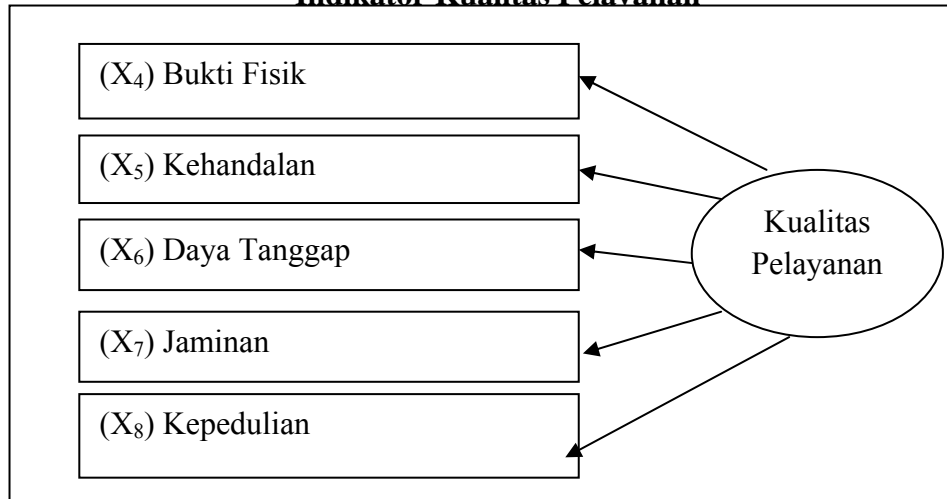 Indikator Kualitas Pelayanan
(X₄) Bukti Fisik
(X₅) Kehandalan
(X₆) Daya Tanggap
(X₇) Jaminan
(X₈) Kepedulian
Kualitas
Pelayanan